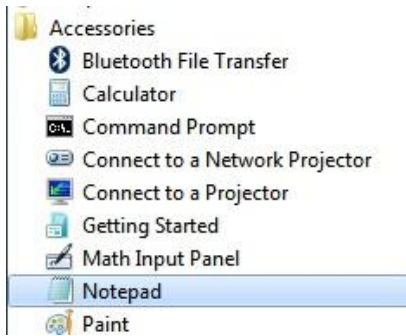 Accessories
Bluetooth File Transfer
Calculator
Command Prompt
Connect to a Network Projector
Connect to a Projector
Getting Started
Math Input Panel
Notepad
Paint